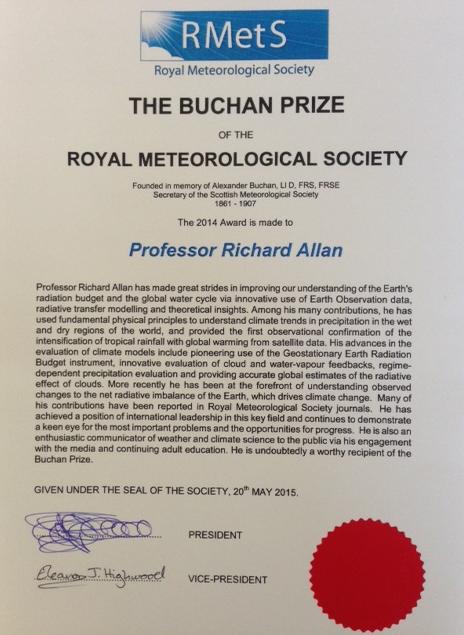 RMetS
Royal Meteorological Society
THE BUCHAN PRIZE
OF THE
ROYAL METEOROLOGICAL SOCIETY
Founded in memory of Alexander Buchan, Ll D, FRS, FRSE
Secretary of the Scottish Meteorological Society
1861 - 1907
The 2014 Award is made to
Professor Richard Allan
Professor Richard Allan has made great strides in improving our understanding of the Earth's
radiation budget and the global water cycle via innovative use of Earth Observation data,
radiative transfer modelling and theoretical insights. Among his many contributions, he has
used fundamental physical principles to understand climate trends in precipitation in the wet
and dry regions of the world, and provided the first observational confirmation of the
intensification of tropical rainfall with global warming from satellite data. His advances in the
evaluation of climate models include pioneering use of the Geostationary Earth Radiation
Budget instrument, innovative evaluation of cloud and water-vapour feedbacks, regime-
dependent precipitation evaluation and providing accurate global estimates of the radiative
effect of clouds. More recently he has been at the forefront of understanding observed
changes to the net radiative imbalance of the Earth, which drives climate change. Many of
his contributions have been reported in Royal Meteorological Society journals. He has
achieved a position of international leadership in this key field and continues to demonstrate
a keen eye for the most important problems and the opportunities for progress. He is also an
enthusiastic communicator of weather and climate science to the public via his engagement
with the media and continuing adult education. He is undoubtedly a worthy recipient of the
Buchan Prize.
GIVEN UNDER THE SEAL OF THE SOCIETY, 20th MAY 2015.
PRESIDENT
Eleanor J. Highwood VICE-PRESIDENT